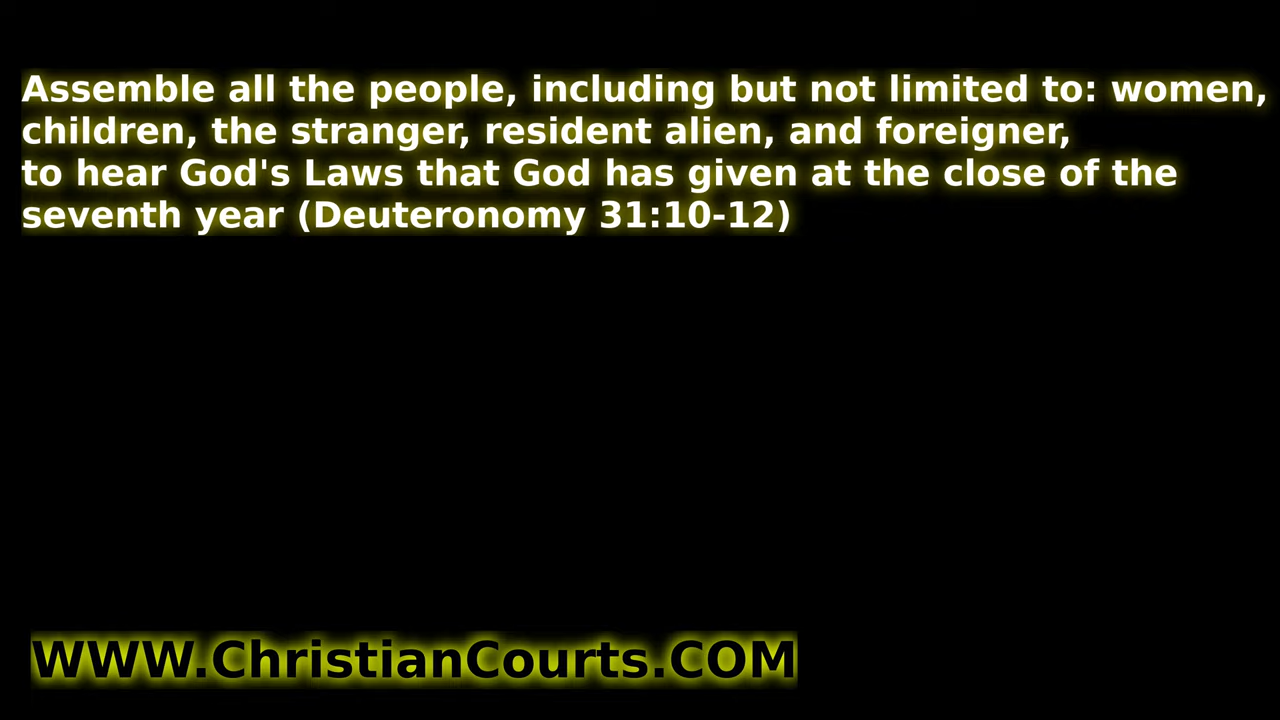 Assemble all the people, including but not limited to: women,
children, the stranger, resident alien, and foreigner,
to hear God's Laws that God has given at the close of the
seventh year (Deuteronomy 31:10-12)
WWW.ChristianCourts.COM